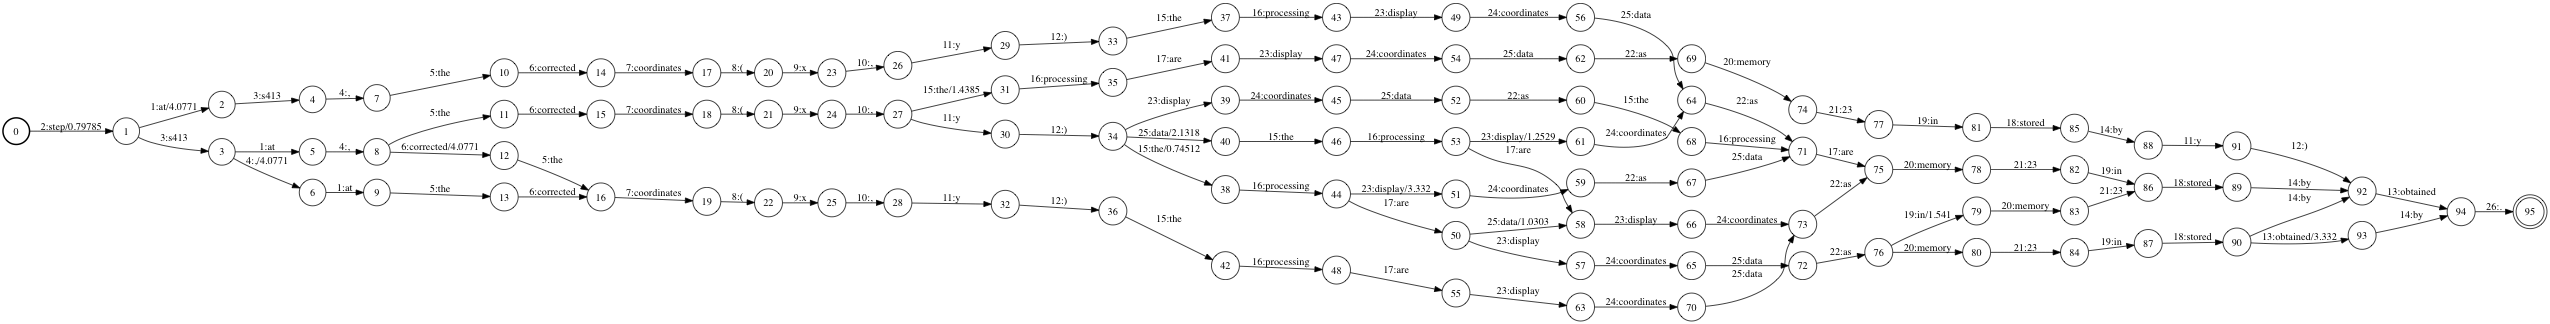 37 16:processing 43 23:display 49 24:coordinates 56 25:data
15:the
11:y 29 12:) 33
17:are 41 23:display 47 24:coordinates 54 25:data 62 22:as 69 20:memory
5:the 10 6:corrected 14 7:coordinates 17 8:( 20 9:x 23 10:, 26
15:the/1.4385 31 16:processing 35
1:at/4.0771 2 3:s413 4 4:, 7
23:display 39 24:coordinates 45 25:data 52 22:as 60 15:the 64 22:as 74 21:23
5:the 11 6:corrected 15 7:coordinates 18 8:( 21 9:x 24 10:, 27 11:y
77 19:in 81 18:stored 85 14:by
0 2:step/0.79785 1 3:s413
30 12:) 34 25:data/2.1318 40 15:the 46 16:processing 53 23:display/1.2529 61 24:coordinates 68 16:processing 71 17:are
88 11:y 91 12:)
3 1:at 5 4:, 8 6:corrected/4.0771 12 5:the
15:the/0.74512 17:are 25:data
4:,/4.0771
75 20:memory 78 21:23 82 19:in
38 16:processing 44 23:display/3.332 51 24:coordinates 59 22:as 67 22:as
86 18:stored 89 14:by 92 13:obtained
6 1:at 9 5:the 13 6:corrected 16 7:coordinates 19 8:( 22 9:x 25 10:, 28 11:y 32 12:) 36
17:are 21:23 14:by
15:the
50 25:data/1.0303 58 23:display 66 24:coordinates 73
19:in/1.541 79 20:memory 83
94 26:. 95
23:display
76 20:memory 80 21:23 84 19:in 87 18:stored 90 13:obtained/3.332 93 14:by
42 16:processing 48 17:are
57 24:coordinates 65 25:data 72 22:as
25:data
55 23:display 63 24:coordinates 70